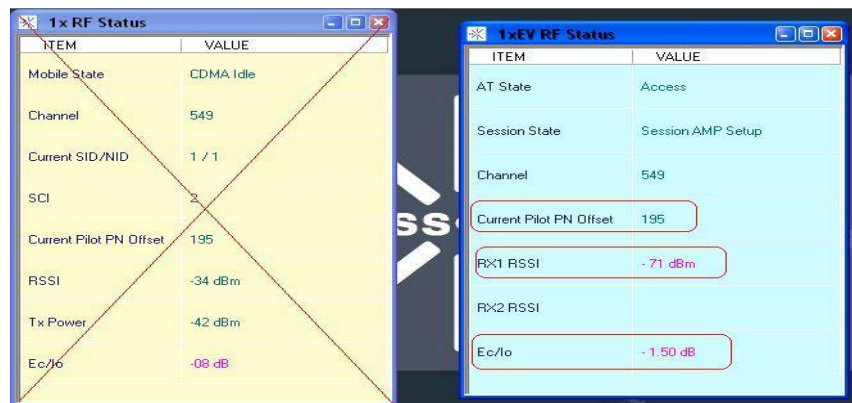 1x RF Status
ITEM VALUE
Mobile State CDMA Idle
Channel 549
Current SID/NID 1 / 1
SCI 2
Current Pilot PN Offset 195
RSSI -34 dBm
Tx Power -42 dBm
Ec/Io -08 dB
ss
1xEV RF Status
ITEM VALUE
AT State Access
Session State Session AMP Setup
Channel 549
Current Pilot PN Offset 195
RX1 RSSI - 71 dBm
RX2 RSSI
Ec/Io - 1.50 dB